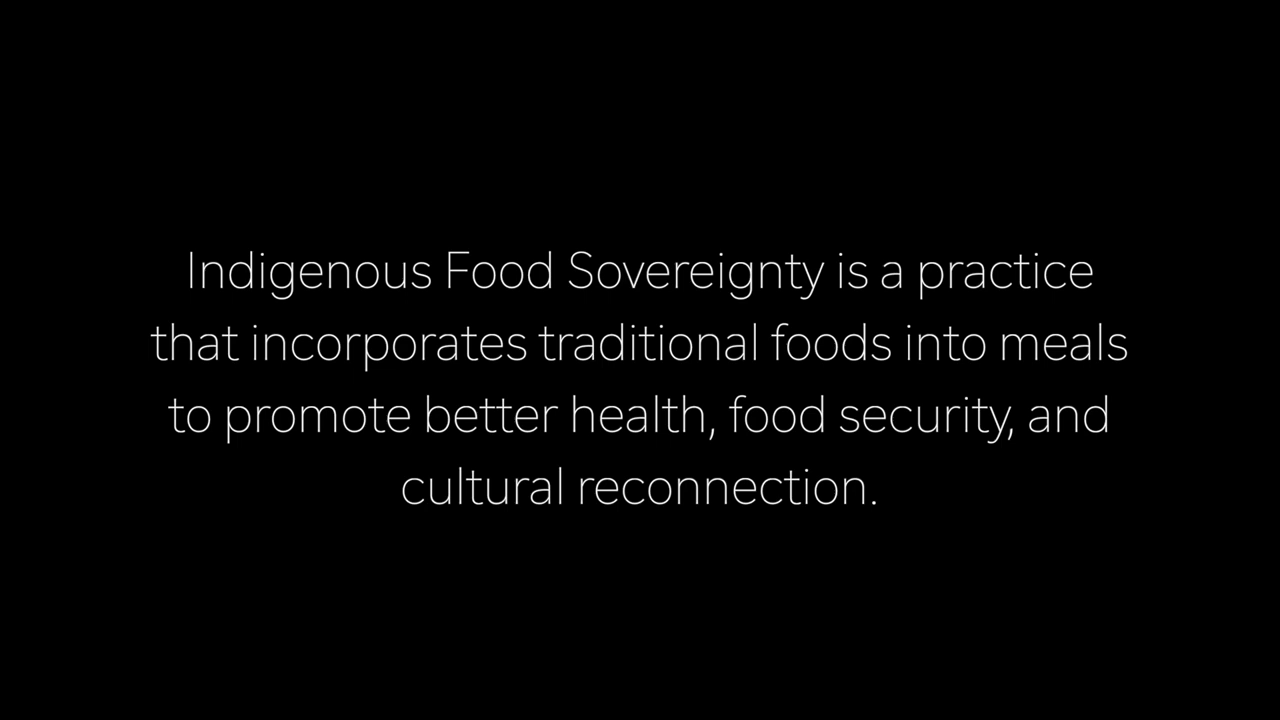 Indigenous Food Sovereignty is a practice
that incorporates traditional foods into meals
to promote better health, food security, and
cultural reconnection.